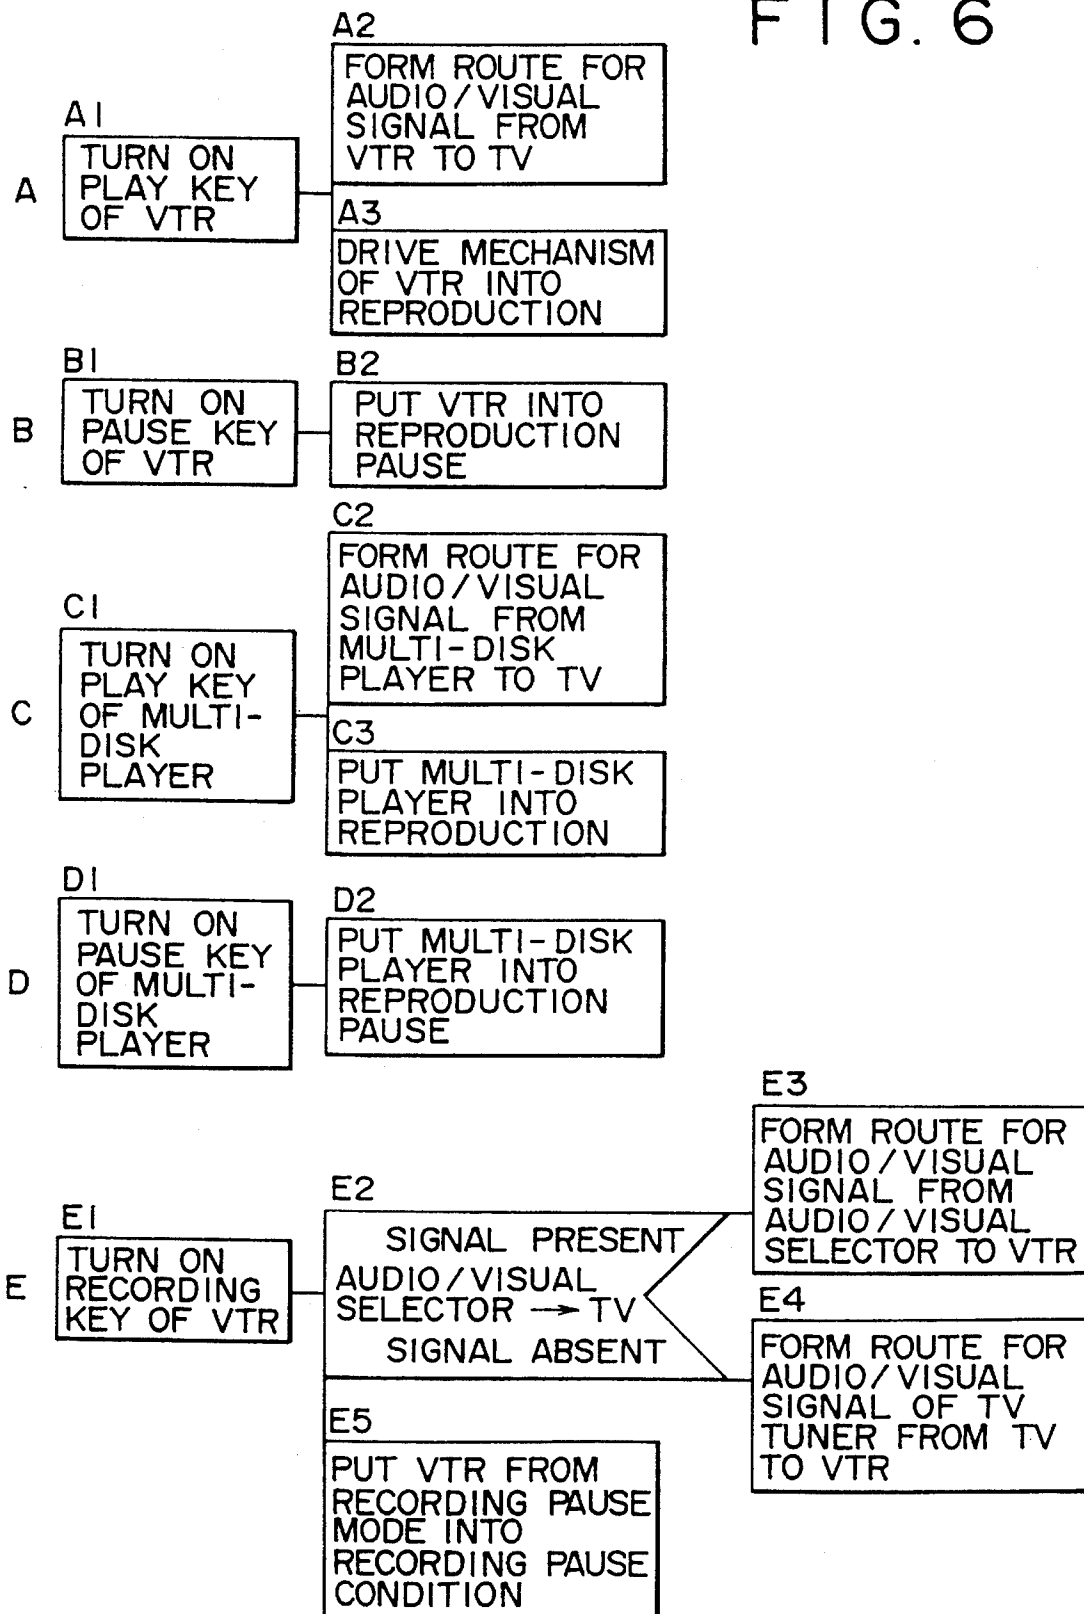 FIG. 6
A2
FORM ROUTE FOR
AUDIO/VISUAL
SIGNAL FROM
VTR TO TV
A1
TURN ON
PLAY KEY
OF VTR
A
A3
DRIVE MECHANISM
OF VTR INTO
REPRODUCTION
B1
TURN ON
PAUSE KEY
OF VTR
B
B2
PUT VTR INTO
REPRODUCTION
PAUSE
C2
FORM ROUTE FOR
AUDIO/VISUAL
SIGNAL FROM
MULTI-DISK
PLAYER TO TV
C1
TURN ON
PLAY KEY
OF MULTI-
DISK
PLAYER
C
C3
PUT MULTI-DISK
PLAYER INTO
REPRODUCTION
D1
TURN ON
PAUSE KEY
OF MULTI-
DISK
PLAYER
D
D2
PUT MULTI-DISK
PLAYER INTO
REPRODUCTION
PAUSE
E1
TURN ON
RECORDING
KEY OF VTR
E
E2
SIGNAL PRESENT
AUDIO/VISUAL
SELECTOR → TV
SIGNAL ABSENT
E3
FORM ROUTE FOR
AUDIO/VISUAL
SIGNAL FROM
AUDIO/VISUAL
SELECTOR TO VTR
E4
FORM ROUTE FOR
AUDIO/VISUAL
SIGNAL OF TV
TUNER FROM TV
TO VTR
E5
PUT VTR FROM
RECORDING PAUSE
MODE INTO
RECORDING PAUSE
CONDITION